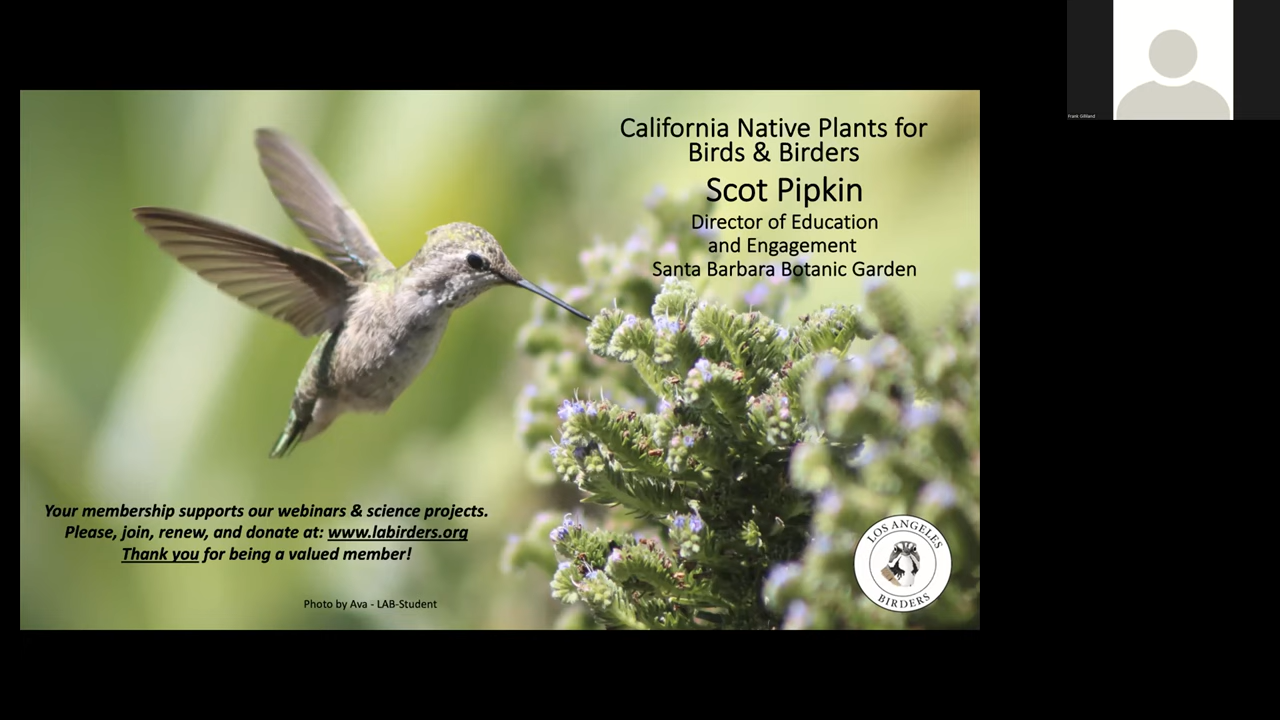 California Native Plants for
Birds & Birders
Scot Pipkin
Director of Education
and Engagement
Santa Barbara Botanic Garden
Your membership supports our webinars & science projects.
Please, join, renew, and donate at: www.labirders.org
Thank you for being a valued member!
Photo by Ava - LAB-Student
LOS ANGELES
BIRDERS
Frank Gilliland